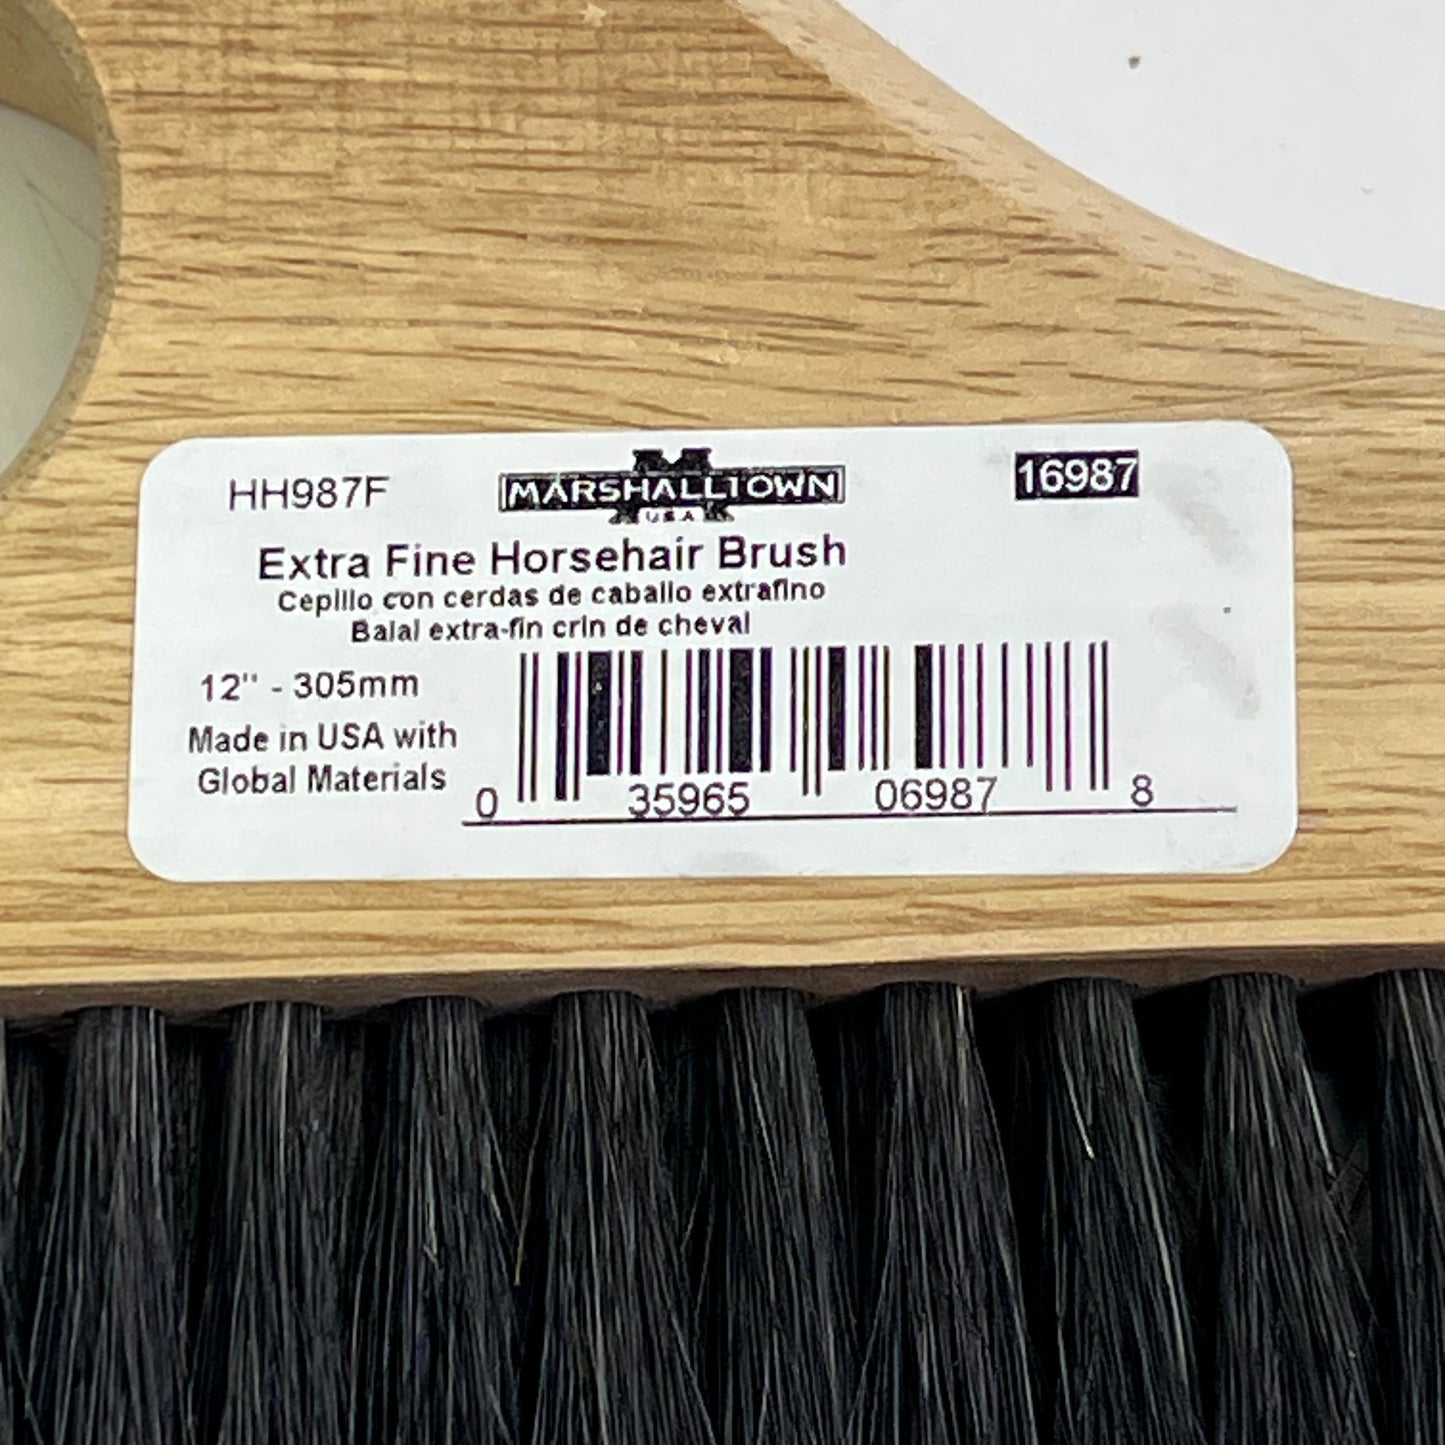 HH987F
MARSHALLTOWN
USA
16987
Extra Fine Horsehair Brush
Cepillo con cerdas de caballo extrafino
Balai extra-fin crin de cheval
12" - 305mm
Made in USA with
Global Materials
0 35965 06987 8